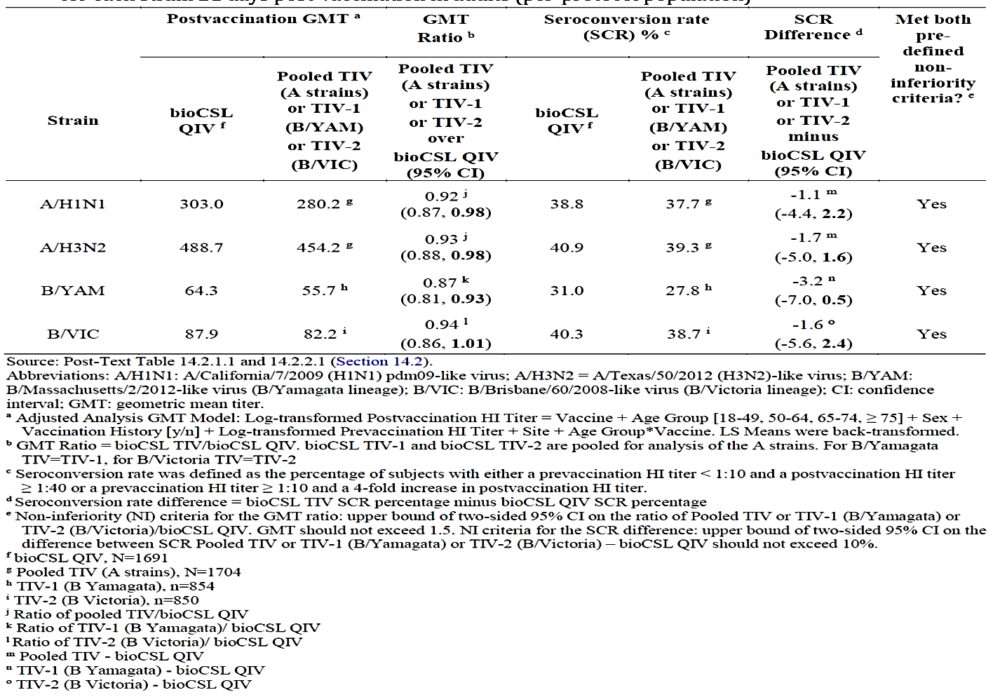 Postvaccination GMT a GMT Ratio b Seroconversion rate (SCR) % c SCR Difference d Met both pre-defined non-inferiority criteria? e
Strain bioCSL QIV f Pooled TIV (A strains) or TIV-1 (B/YAM) or TIV-2 (B/VIC) Pooled TIV (A strains) or TIV-1 or TIV-2 over bioCSL QIV (95% CI) bioCSL QIV f Pooled TIV (A strains) or TIV-1 (B/YAM) or TIV-2 (B/VIC) Pooled TIV (A strains) or TIV-1 or TIV-2 minus bioCSL QIV (95% CI)
A/H1N1 303.0 280.2 g 0.92 j (0.87, 0.98) 38.8 37.7 g -1.1 m (-4.4, 2.2) Yes
A/H3N2 488.7 454.2 g 0.93 j (0.88, 0.98) 40.9 39.3 g -1.7 m (-5.0, 1.6) Yes
B/YAM 64.3 55.7 h 0.87 k (0.81, 0.93) 31.0 27.8 h -3.2 n (-7.0, 0.5) Yes
B/VIC 87.9 82.2 i 0.94 l (0.86, 1.01) 40.3 38.7 i -1.6 o (-5.6, 2.4) Yes
Source: Post-Text Table 14.2.1.1 and 14.2.2.1 (Section 14.2).
Abbreviations: A/H1N1: A/California/7/2009 (H1N1) pdm09-like virus; A/H3N2 = A/Texas/50/2012 (H3N2)-like virus; B/YAM:
B/Massachusetts/2/2012-like virus (B/Yamagata lineage); B/VIC: B/Brisbane/60/2008-like virus (B/Victoria lineage); CI: confidence
interval; GMT: geometric mean titer.
a Adjusted Analysis GMT Model: Log-transformed Postvaccination HI Titer = Vaccine + Age Group [18-49, 50-64, 65-74, ≥ 75] + Sex +
Vaccination History [y/n] + Log-transformed Prevaccination HI Titer + Site + Age Group*Vaccine. LS Means were back-transformed.
b GMT Ratio = bioCSL TIV/bioCSL QIV. bioCSL TIV-1 and bioCSL TIV-2 are pooled for analysis of the A strains. For B/Yamagata
TIV=TIV-1, for B/Victoria TIV=TIV-2
c Seroconversion rate was defined as the percentage of subjects with either a prevaccination HI titer < 1:10 and a postvaccination HI titer
≥ 1:40 or a prevaccination HI titer ≥ 1:10 and a 4-fold increase in postvaccination HI titer.
d Seroconversion rate difference = bioCSL TIV SCR percentage minus bioCSL QIV SCR percentage
e Non-inferiority (NI) criteria for the GMT ratio: upper bound of two-sided 95% CI on the ratio of Pooled TIV or TIV-1 (B/Yamagata) or
TIV-2 (B/Victoria)/bioCSL QIV. GMT should not exceed 1.5. NI criteria for the SCR difference: upper bound of two-sided 95% CI on the
difference between SCR Pooled TIV or TIV-1 (B/Yamagata) or TIV-2 (B/Victoria) – bioCSL QIV should not exceed 10%.
f bioCSL QIV, N=1691
g Pooled TIV (A strains), N=1704
h TIV-1 (B Yamagata), n=854
i TIV-2 (B Victoria), n=850
j Ratio of pooled TIV/bioCSL QIV
k Ratio of TIV-1 (B Yamagata)/ bioCSL QIV
l Ratio of TIV-2 (B Victoria)/ bioCSL QIV
m Pooled TIV - bioCSL QIV
n TIV-1 (B Yamagata) - bioCSL QIV
o TIV-2 (B Victoria) - bioCSL QIV